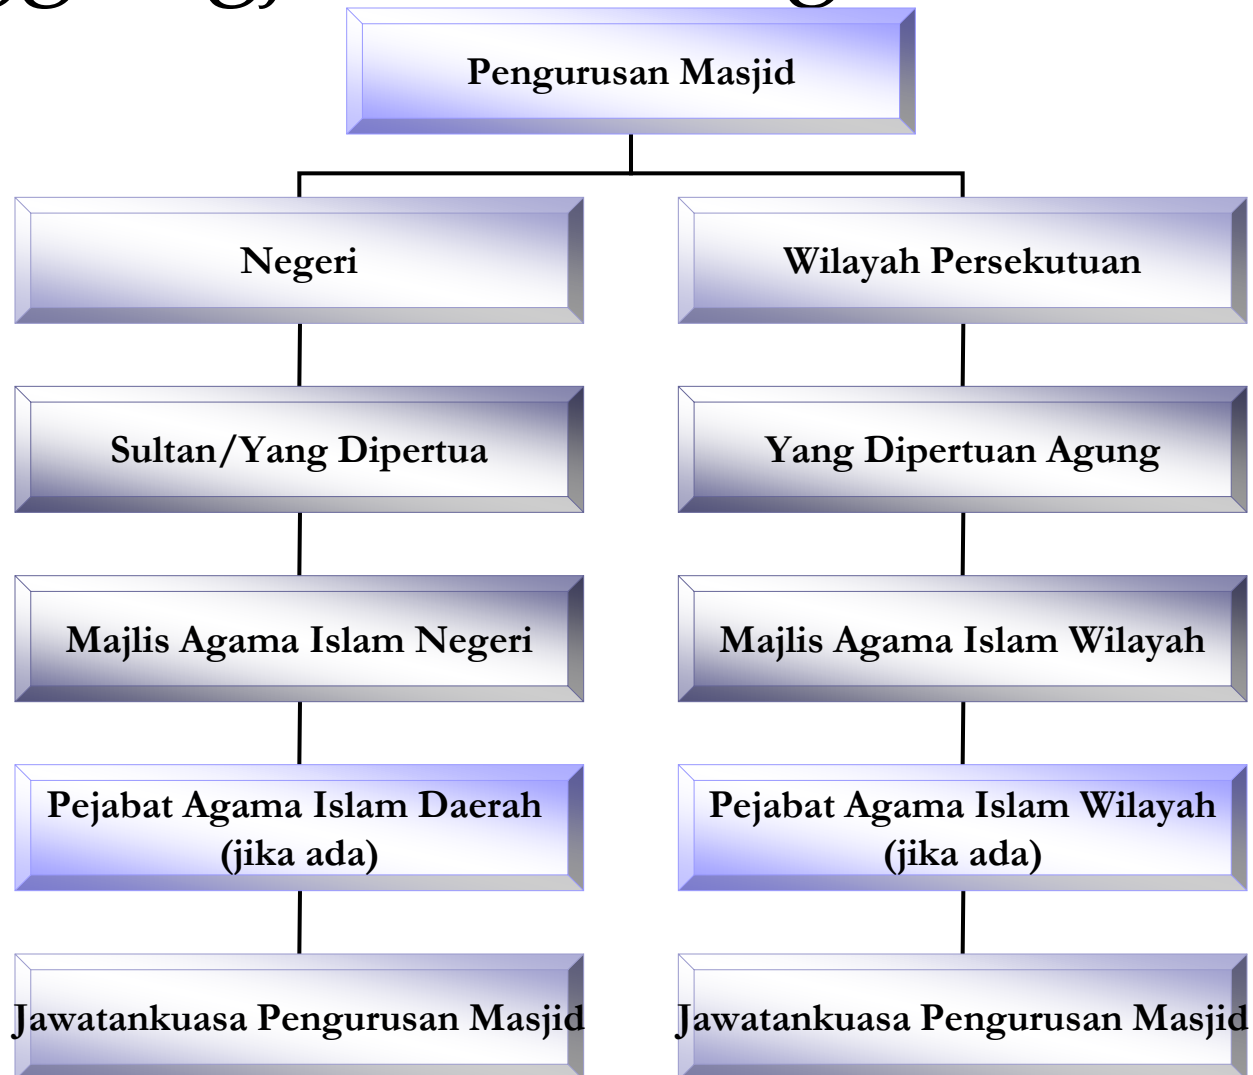 Pengurusan Masjid
Negeri
Wilayah Persekutuan
Sultan/Yang Dipertua
Yang Dipertuan Agung
Majlis Agama Islam Negeri
Majlis Agama Islam Wilayah
Pejabat Agama Islam Daerah
(jika ada)
Pejabat Agama Islam Wilayah
(jika ada)
Jawatankuasa Pengurusan Masjid
Jawatankuasa Pengurusan Masjid